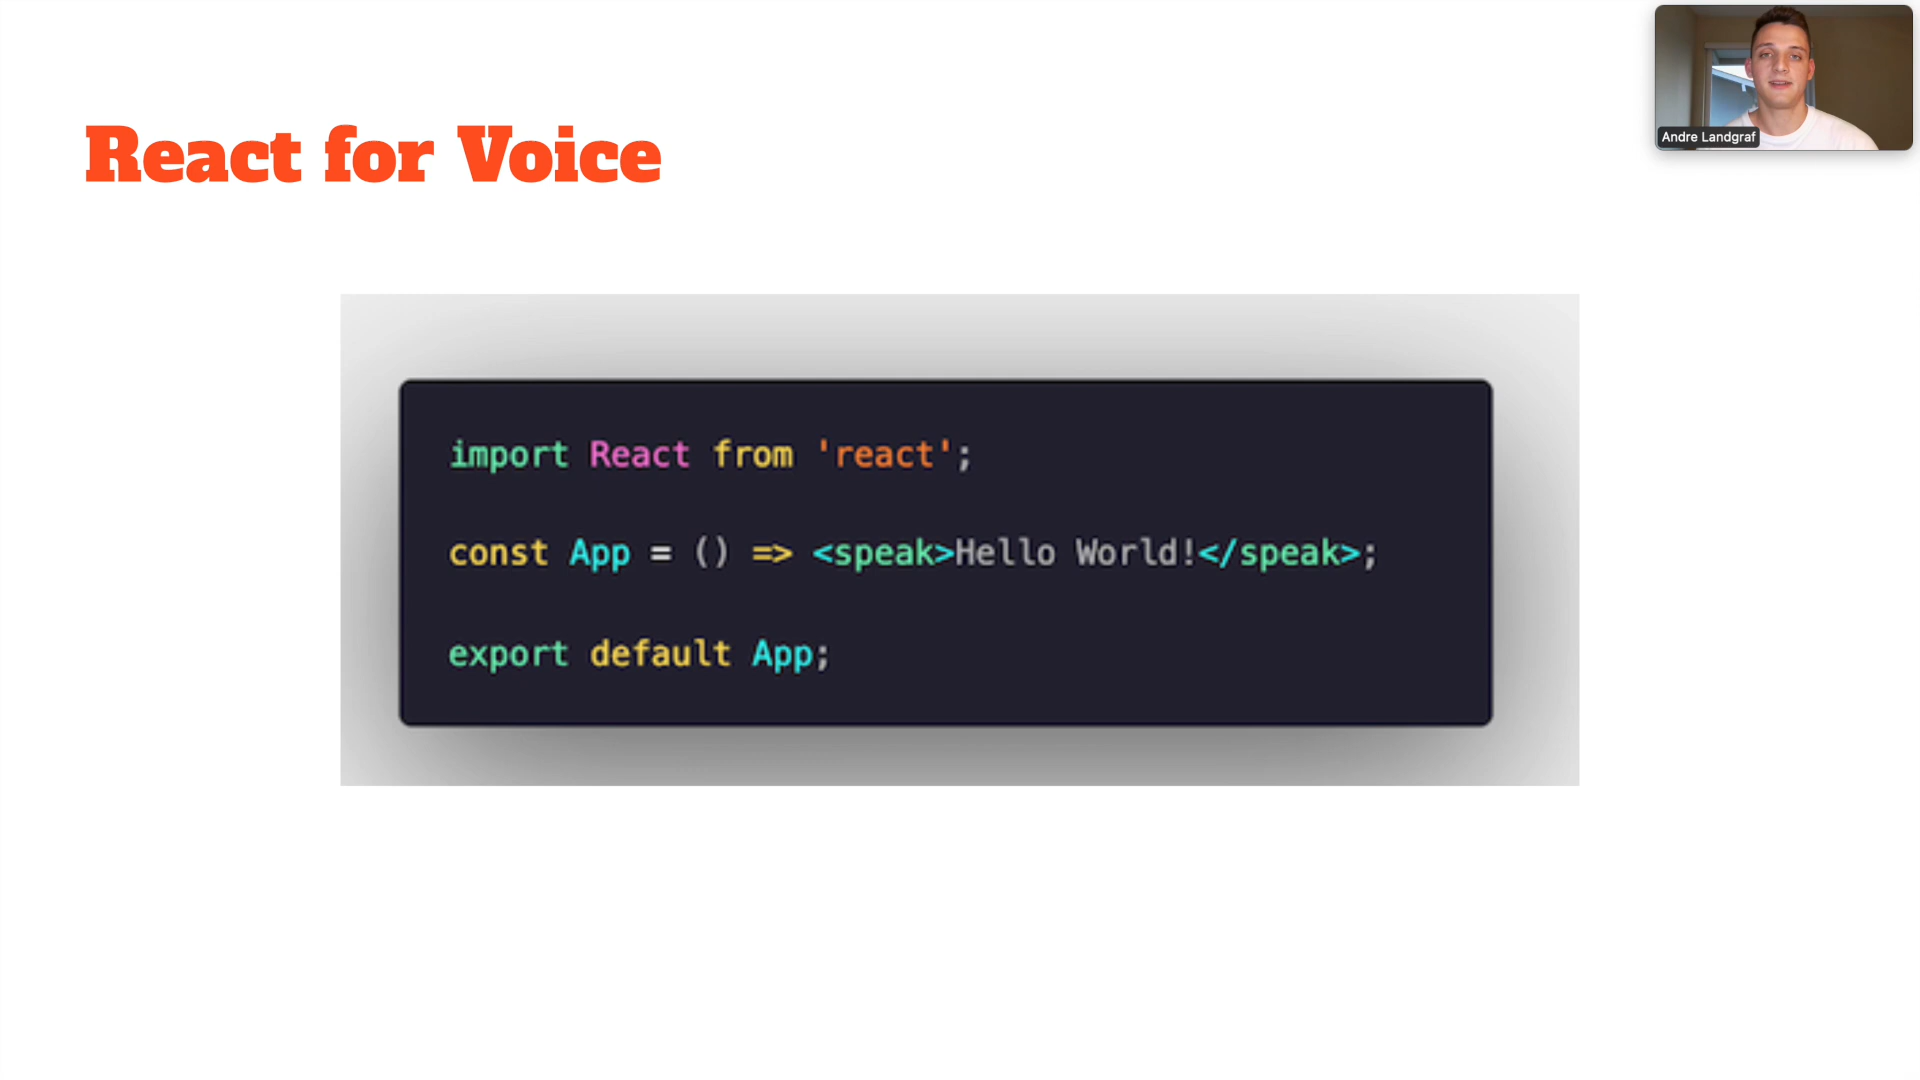 React for Voice
Andre Landgraf
import React from 'react';
const App = () => <speak>Hello World!</speak>;
export default App;